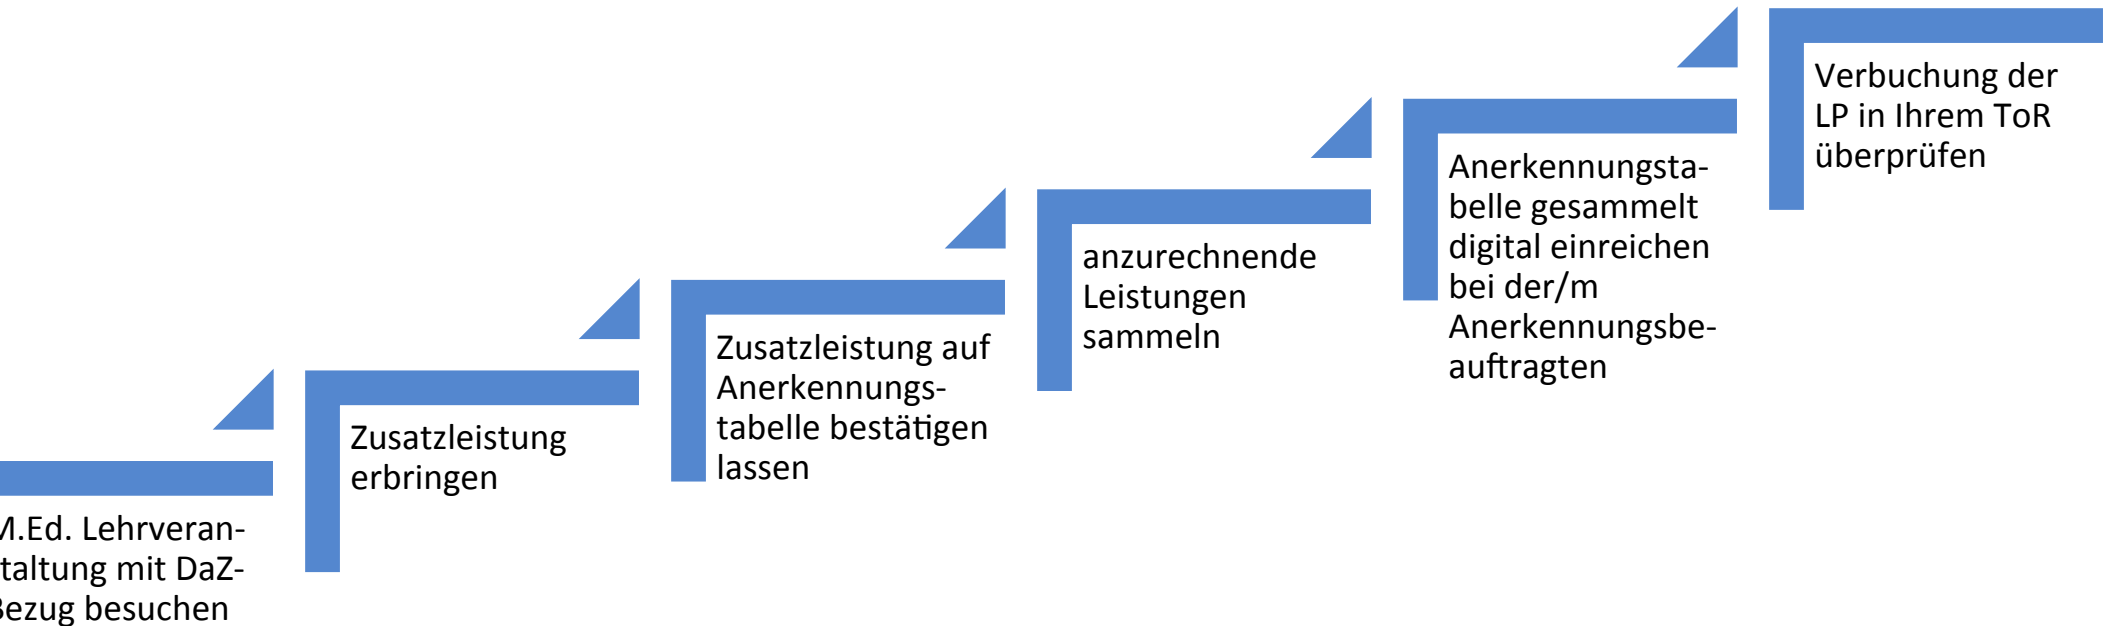 M.Ed. Lehrveran-
taltung mit DaZ-
Bezug besuchen
Zusatzleistung
erbringen
Zusatzleistung auf
Anerkennungs-
tabelle bestätigen
lassen
anzurechnende
Leistungen
sammeln
Anerkennungsta-
belle gesammelt
digital einreichen
bei der/m
Anerkennungsbe-
auftragten
Verbuchung der
LP in Ihrem ToR
überprüfen